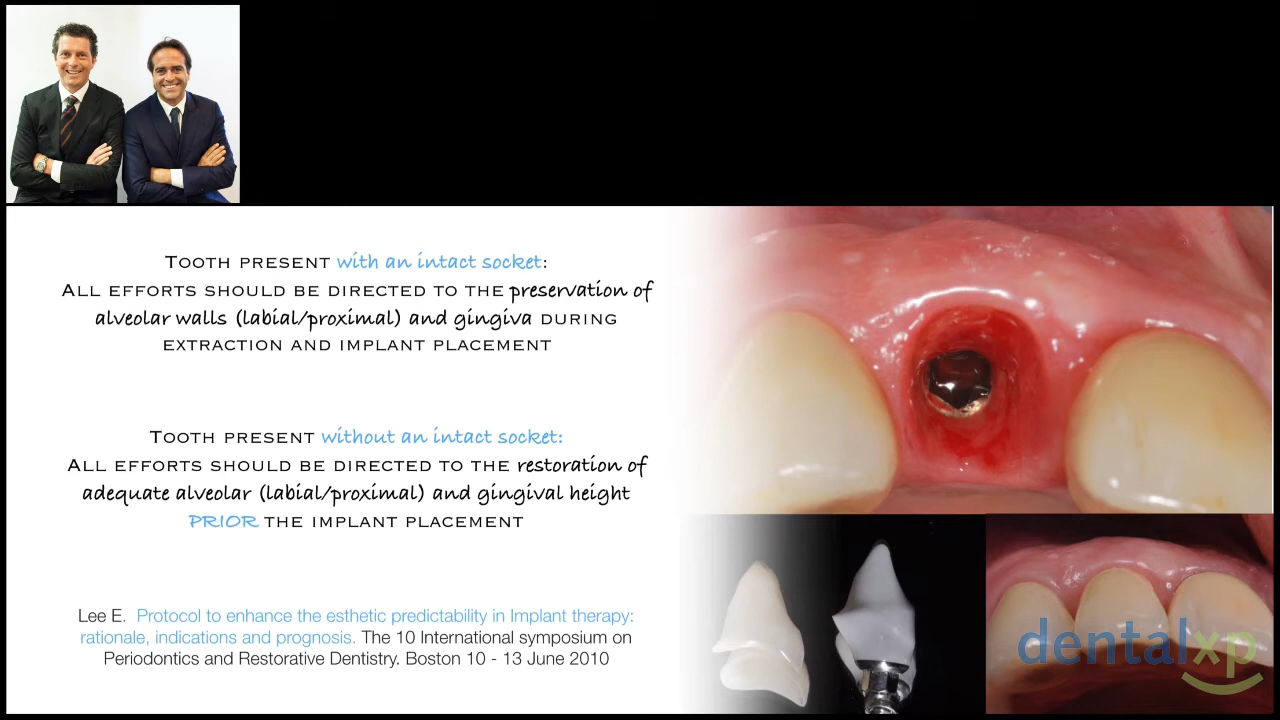 TOOTH PRESENT with an intact socket:
ALL EFFORTS SHOULD BE DIRECTED TO THE preservation of
alveolar walls (labial/proximal) and gingiva DURING
EXTRACTION AND IMPLANT PLACEMENT
TOOTH PRESENT without an intact socket:
ALL EFFORTS SHOULD BE DIRECTED TO THE restoration of
adequate alveolar (labial/proximal) and gingival height
PRIOR THE IMPLANT PLACEMENT
Lee E. Protocol to enhance the esthetic predictability in Implant therapy:
rationale, indications and prognosis. The 10 International symposium on
Periodontics and Restorative Dentistry. Boston 10 - 13 June 2010
dentalxp